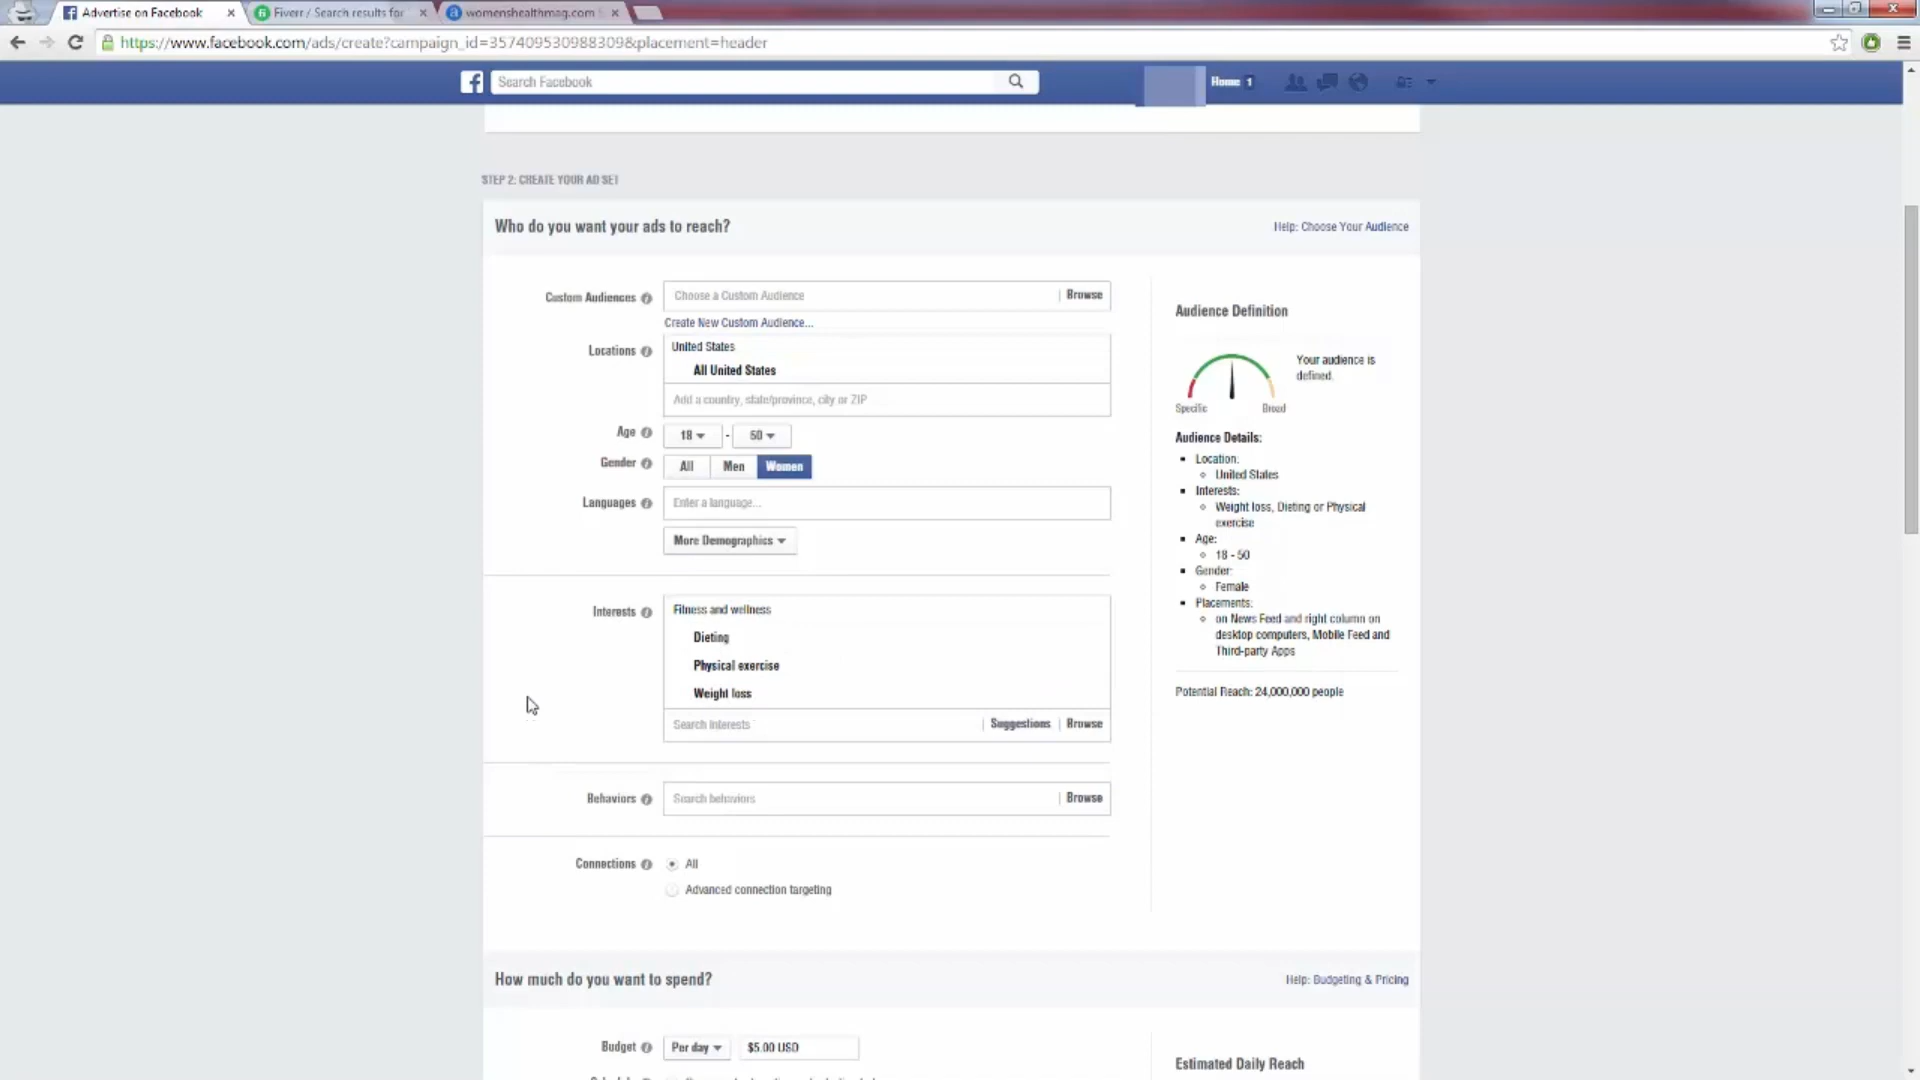 Advertise on Facebook
Fiverr / Search results for
womenshealthmag.com
https://www.facebook.com/ads/create?campaign_id=357409530988309&placement=header
Search Facebook
Home 1
STEP 2: CREATE YOUR AD SET
Who do you want your ads to reach?
Help: Choose Your Audience
Custom Audiences
Choose a Custom Audience
Browse
Create New Custom Audience...
Locations
United States
All United States
Add a country, state/province, city or ZIP
Age
18 - 50
Gender
All Men Women
Languages
Enter a language...
More Demographics
Interests
Fitness and wellness
Dieting
Physical exercise
Weight loss
Search interests
Suggestions Browse
Behaviors
Search behaviors
Browse
Connections
All
Advanced connection targeting
Audience Definition
Your audience is
defined.
Specific
Broad
Audience Details:
Location:
United States
Interests:
Weight loss, Dieting or Physical
exercise
Age:
18 - 50
Gender:
Female
Placements:
on News Feed and right column on
desktop computers, Mobile Feed and
Third-party Apps
Potential Reach: 24,000,000 people
How much do you want to spend?
Help: Budgeting & Pricing
Budget
Per day
$5.00 USD
Estimated Daily Reach